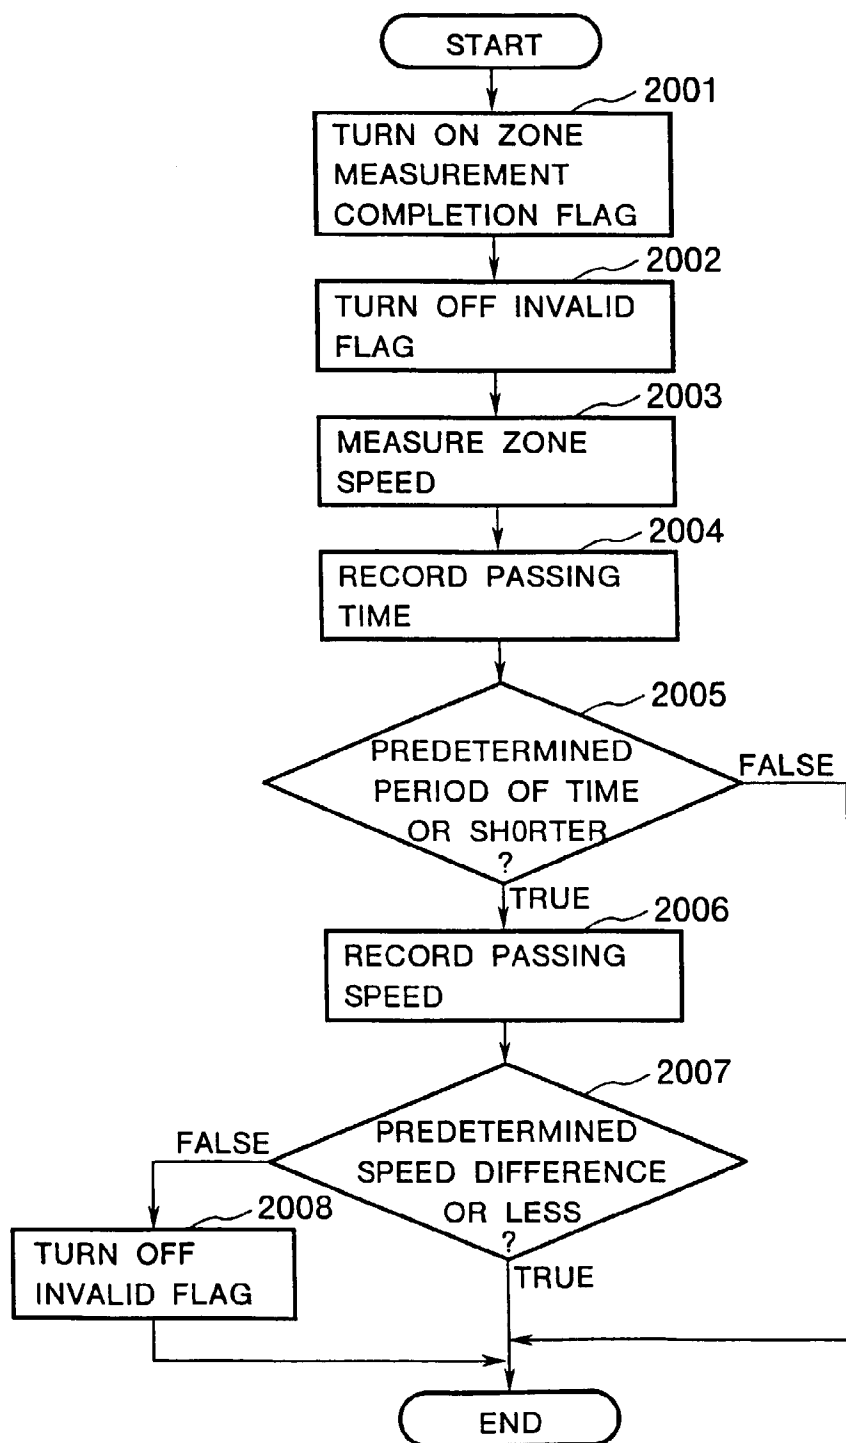 START
2001
TURN ON ZONE
MEASUREMENT
COMPLETION FLAG
2002
TURN OFF INVALID
FLAG
2003
MEASURE ZONE
SPEED
2004
RECORD PASSING
TIME
2005
PREDETERMINED
PERIOD OF TIME
OR SHORTER
?
FALSE
TRUE
2006
RECORD PASSING
SPEED
2007
PREDETERMINED
SPEED DIFFERENCE
OR LESS
?
FALSE
TRUE
2008
TURN OFF
INVALID FLAG
END